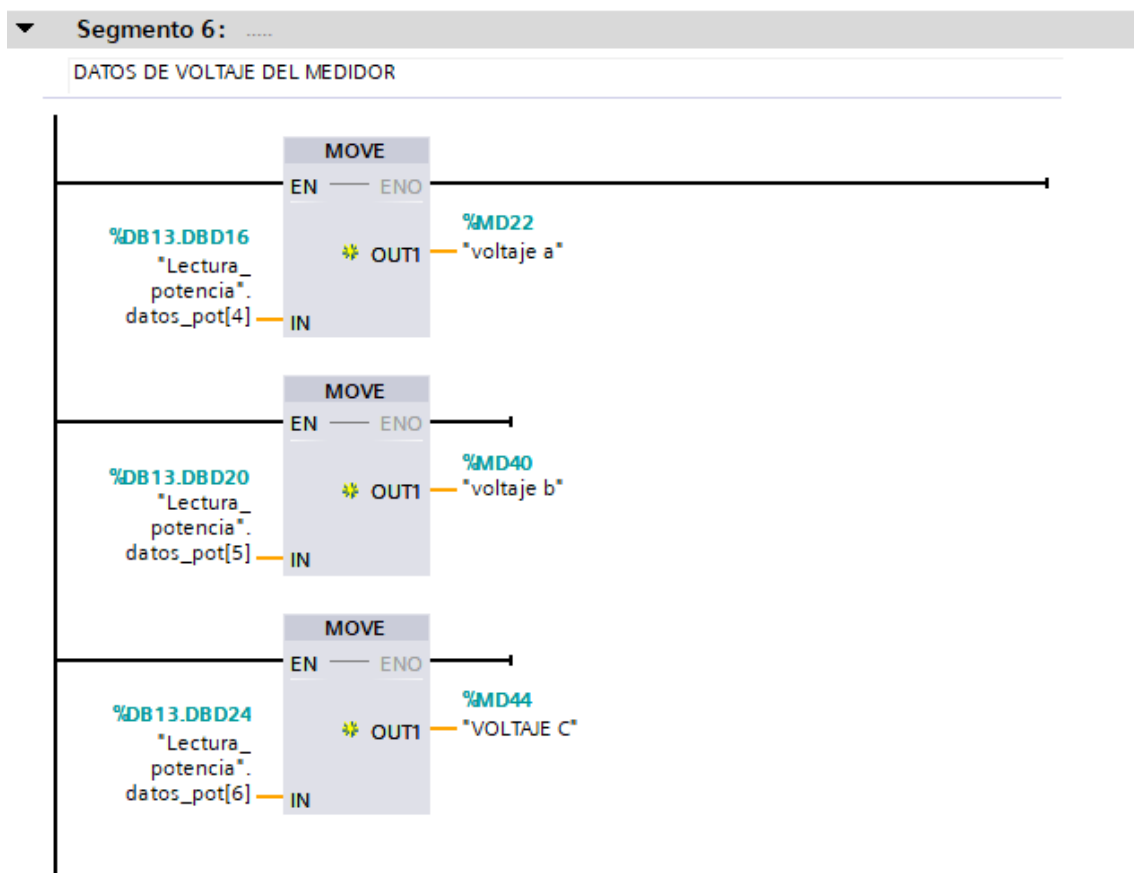 Segmento 6: .....
DATOS DE VOLTAJE DEL MEDIDOR
MOVE
EN ENO
%DB13.DBD16
"Lectura_
potencia".
datos_pot[4]
IN
OUT1
%MD22
"voltaje a"
MOVE
EN ENO
%DB13.DBD20
"Lectura_
potencia".
datos_pot[5]
IN
OUT1
%MD40
"voltaje b"
MOVE
EN ENO
%DB13.DBD24
"Lectura_
potencia".
datos_pot[6]
IN
OUT1
%MD44
"VOLTAJE C"